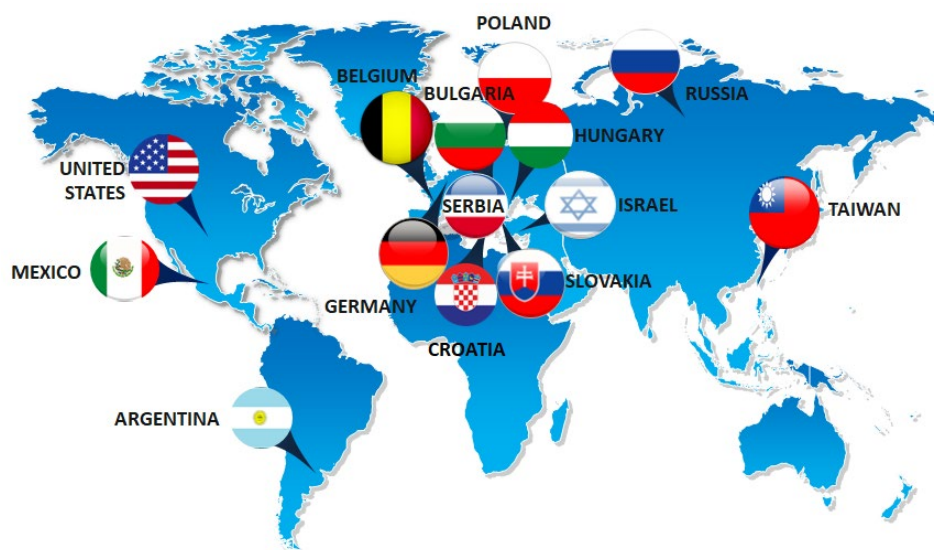 POLAND
BELGIUM
BULGARIA
RUSSIA
HUNGARY
UNITED
STATES
SERBIA
ISRAEL
TAIWAN
MEXICO
SLOVAKIA
GERMANY
CROATIA
ARGENTINA